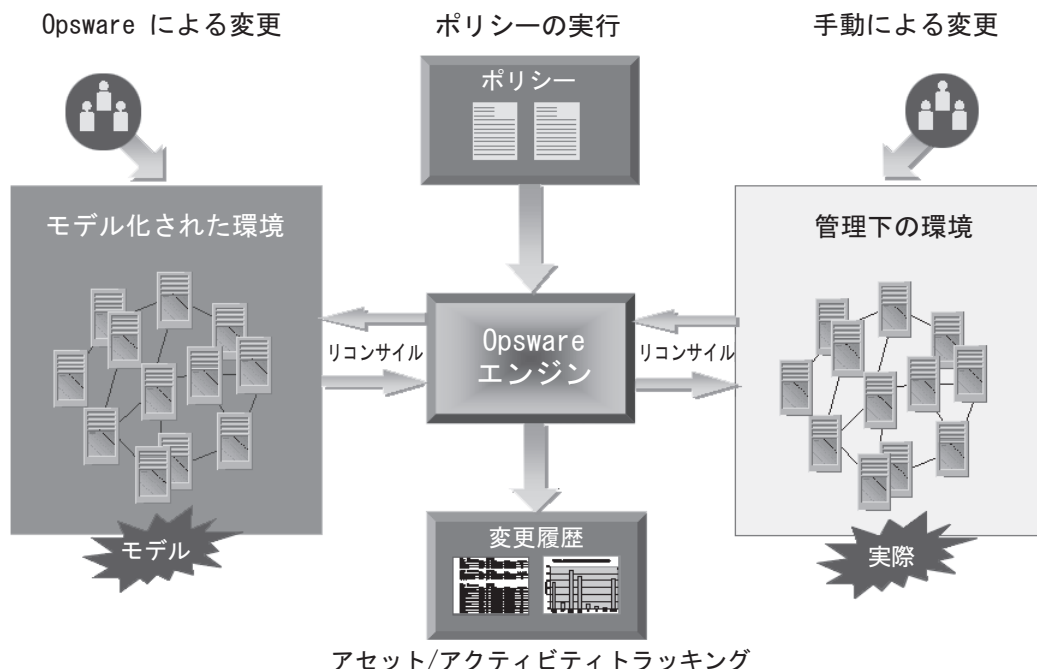 Opsware による変更
ポリシーの実行
手動による変更
ポリシー
モデル化された環境
管理下の環境
リコンサイル
Opsware
エンジン
リコンサイル
モデル
変更履歴
実際
アセット/アクティビティトラッキング